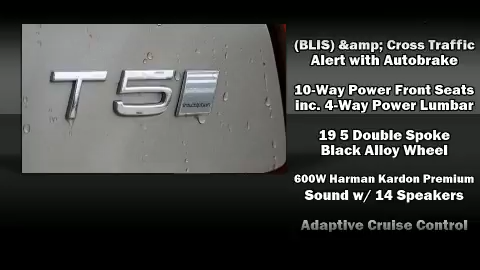 T5
(BLIS) &amp; Cross Traffic
Alert with Autobrake
10-Way Power Front Seats
inc. 4-Way Power Lumbar
19 5 Double Spoke
Black Alloy Wheel
600W Harman Kardon Premium
Sound w/ 14 Speakers
Adaptive Cruise Control